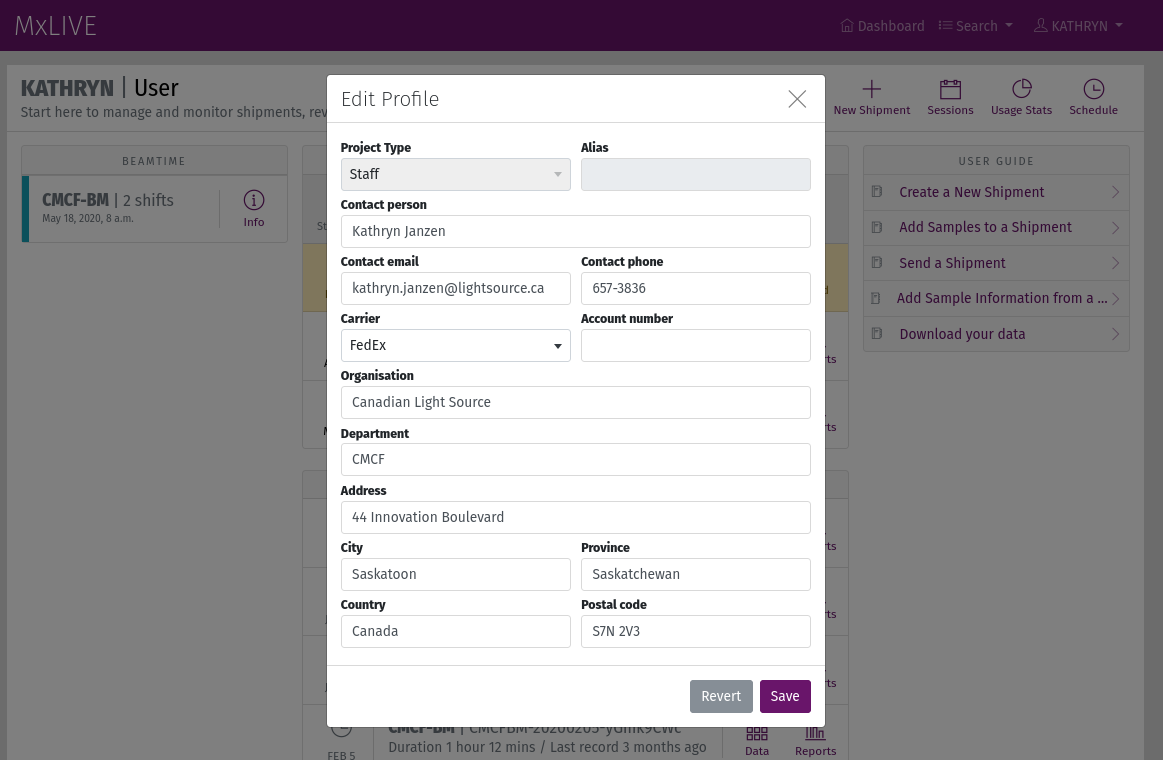 MxLIVE
Dashboard
Search
KATHRYN
KATHRYN | User
Start here to manage and monitor shipments,
New Shipment
Sessions
Usage Stats
Schedule
BEAMTIME
CMCF-BM | 2 shifts
May 18, 2020, 8 a.m.
Info
Edit Profile
Project Type
Alias
Staff
Contact person
Kathryn Janzen
Contact email
Contact phone
kathryn.janzen@lightsource.ca
657-3836
Carrier
Account number
FedEx
Organisation
Canadian Light Source
Department
CMCF
Address
44 Innovation Boulevard
City
Province
Saskatoon
Saskatchewan
Country
Postal code
Canada
S7N 2V3
Revert
Save
USER GUIDE
Create a New Shipment
Add Samples to a Shipment
Send a Shipment
Add Sample Information from a ...
Download your data
FEB 5
CMCF-BM |
Duration 1 hour 12 mins / Last record 3 months ago
Data
Reports